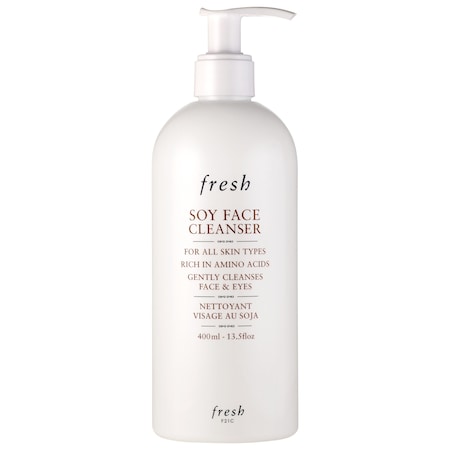 fresh
SOY FACE
CLEANSER
FOR ALL SKIN TYPES
RICH IN AMINO ACIDS
GENTLY CLEANSES
FACE & EYES
NETTOYANT
VISAGE AU SOJA
400ml - 13.5floz
fresh
F21C